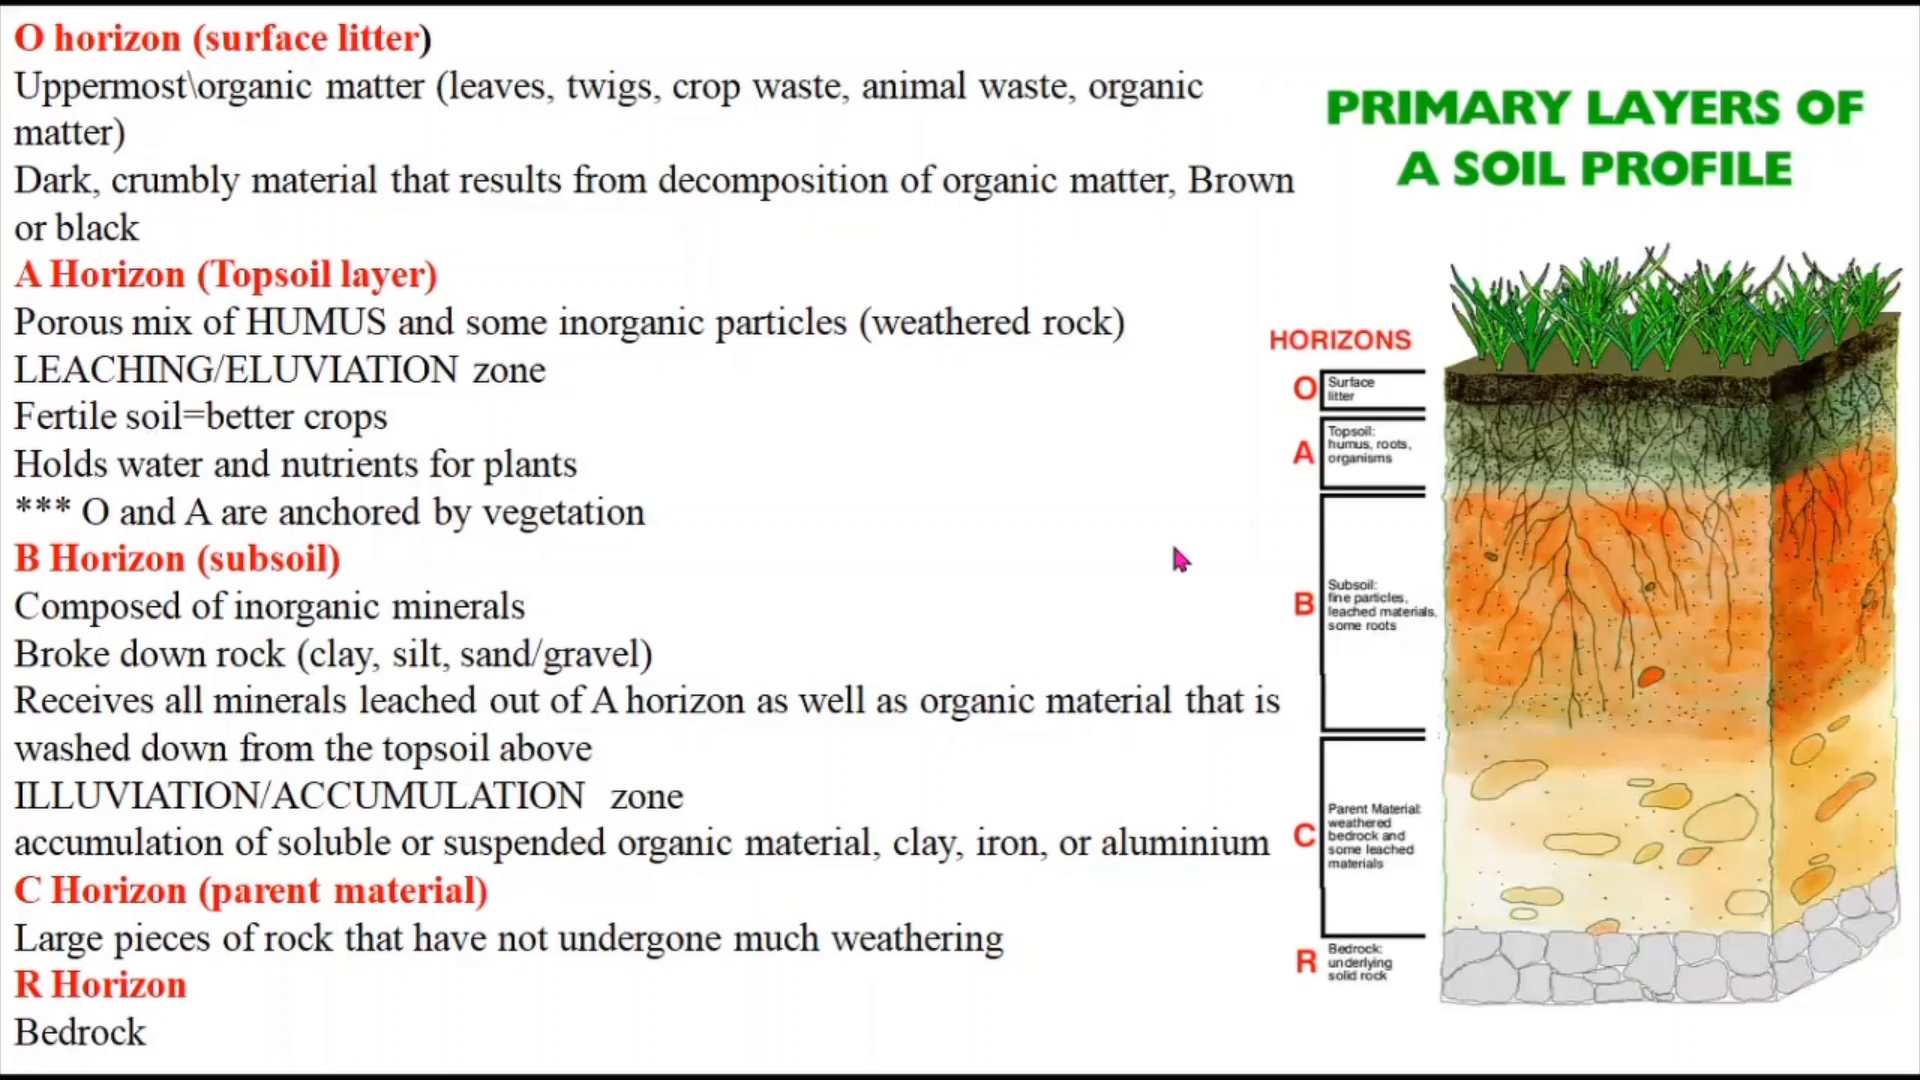 O horizon (surface litter)
Uppermost\organic matter (leaves, twigs, crop waste, animal waste, organic
matter)
Dark, crumbly material that results from decomposition of organic matter, Brown
or black
A Horizon (Topsoil layer)
Porous mix of HUMUS and some inorganic particles (weathered rock)
LEACHING/ELUVIATION zone
Fertile soil=better crops
Holds water and nutrients for plants
*** O and A are anchored by vegetation
B Horizon (subsoil)
Composed of inorganic minerals
Broke down rock (clay, silt, sand/gravel)
Receives all minerals leached out of A horizon as well as organic material that is
washed down from the topsoil above
ILLUVIATION/ACCUMULATION zone
accumulation of soluble or suspended organic material, clay, iron, or aluminium
C Horizon (parent material)
Large pieces of rock that have not undergone much weathering
R Horizon
Bedrock
PRIMARY LAYERS OF
A SOIL PROFILE
HORIZONS
O
Surface
litter
A
Topsoil:
humus, roots,
organisms
B
Subsoil:
fine particles,
leached materials,
some roots
C
Parent Material:
weathered
bedrock and
some leached
materials
R
Bedrock:
underlying
solid rock